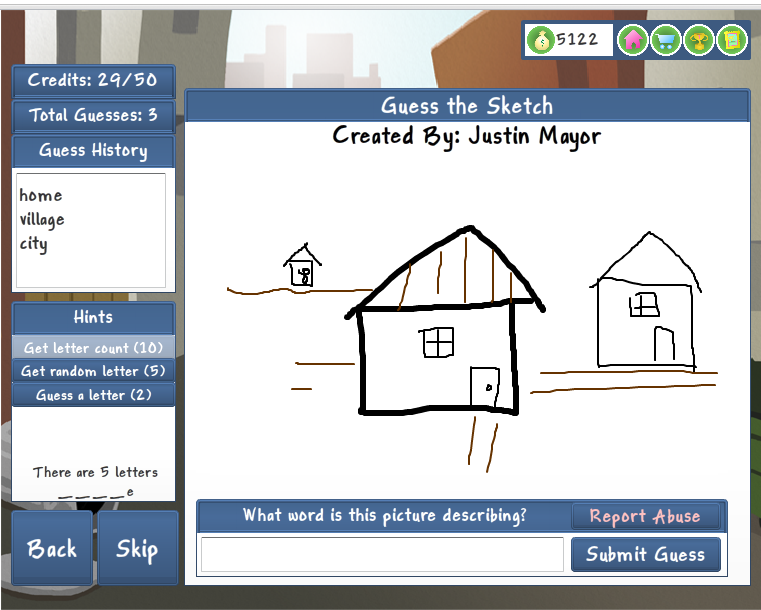 5122
Credits: 29/50
Total Guesses: 3
Guess History
home
village
city
Hints
Get letter count (10)
Get random letter (5)
Guess a letter (2)
There are 5 letters
_ _ _ _ e
Back
Skip
Guess the Sketch
Created By: Justin Mayor
What word is this picture describing?
Report Abuse
Submit Guess